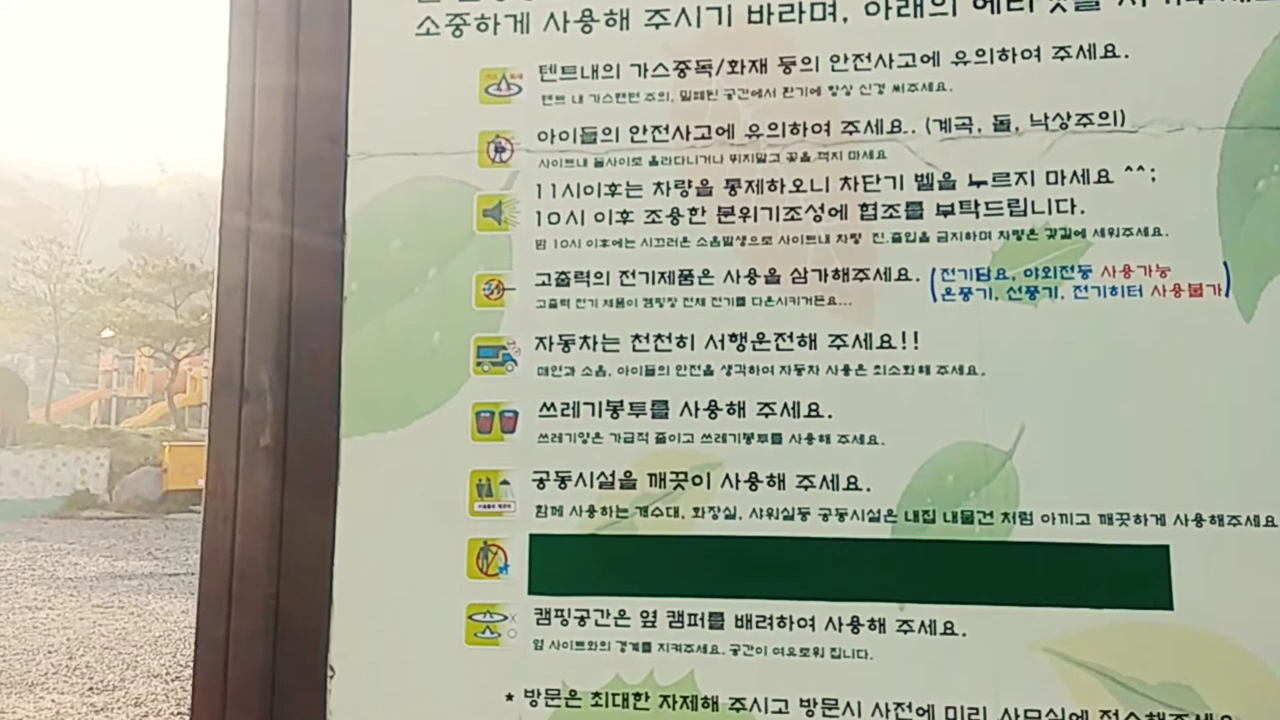 소중하게 사용해 주시기 바라며, 아래의
텐트내의 가스중독/화재 등의 안전사고에 유의하여 주세요.
텐트 내 가스랜턴 주의, 밀폐된 공간에서 환기에 항상 신경 써주세요.
아이들의 안전사고에 유의하여 주세요.. (계곡, 돌, 낙상주의)
사이트내 돌사이로 올라다니거나 뛰지말고 꽃을 꺽지 마세요
11시이후는 차량을 통제하오니 차단기 벨을 누르지 마세요 ^^;
10시 이후 조용한 분위기조성에 협조를 부탁드립니다.
밤 10시 이후에는 시끄러운 소음발생으로 사이트내 차량 진.출입을 금지하며 차량은 갓길에 세워주세요.
고출력의 전기제품은 사용을 삼가해주세요. (전기담요, 야외전등 사용가능
온풍기, 선풍기, 전기히터 사용불가)
고출력 전기 제품이 캠핑장 전체 전기를 다운시키거든요...
자동차는 천천히 서행운전해 주세요!!
매연과 소음, 아이들의 안전을 생각하여 자동차 사용은 최소화해 주세요.
쓰레기봉투를 사용해 주세요.
쓰레기양은 가급적 줄이고 쓰레기봉투를 사용해 주세요.
공동시설을 깨끗이 사용해 주세요.
함께 사용하는 개수대, 화장실, 샤워실등 공동시설은 내집 내물건 처럼 아끼고 깨끗하게 사용해주세요
캠핑공간은 옆 캠퍼를 배려하여 사용해 주세요.
옆 사이트와의 경계를 지켜주세요. 공간이 여유로워 집니다.
* 방문은 최대한 자제해 주시고 방문시 사전에 미리 사무실에